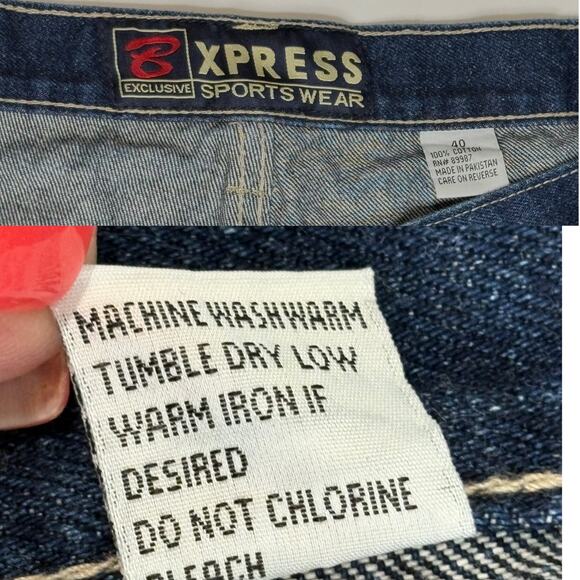 B XPRESS
EXCLUSIVE SPORTS WEAR
40
100% COTTON
RN# 89987
MADE IN PAKISTAN
CARE ON REVERSE
MACHINE WASH WARM
TUMBLE DRY LOW
WARM IRON IF
DESIRED
DO NOT CHLORINE
BLEACH